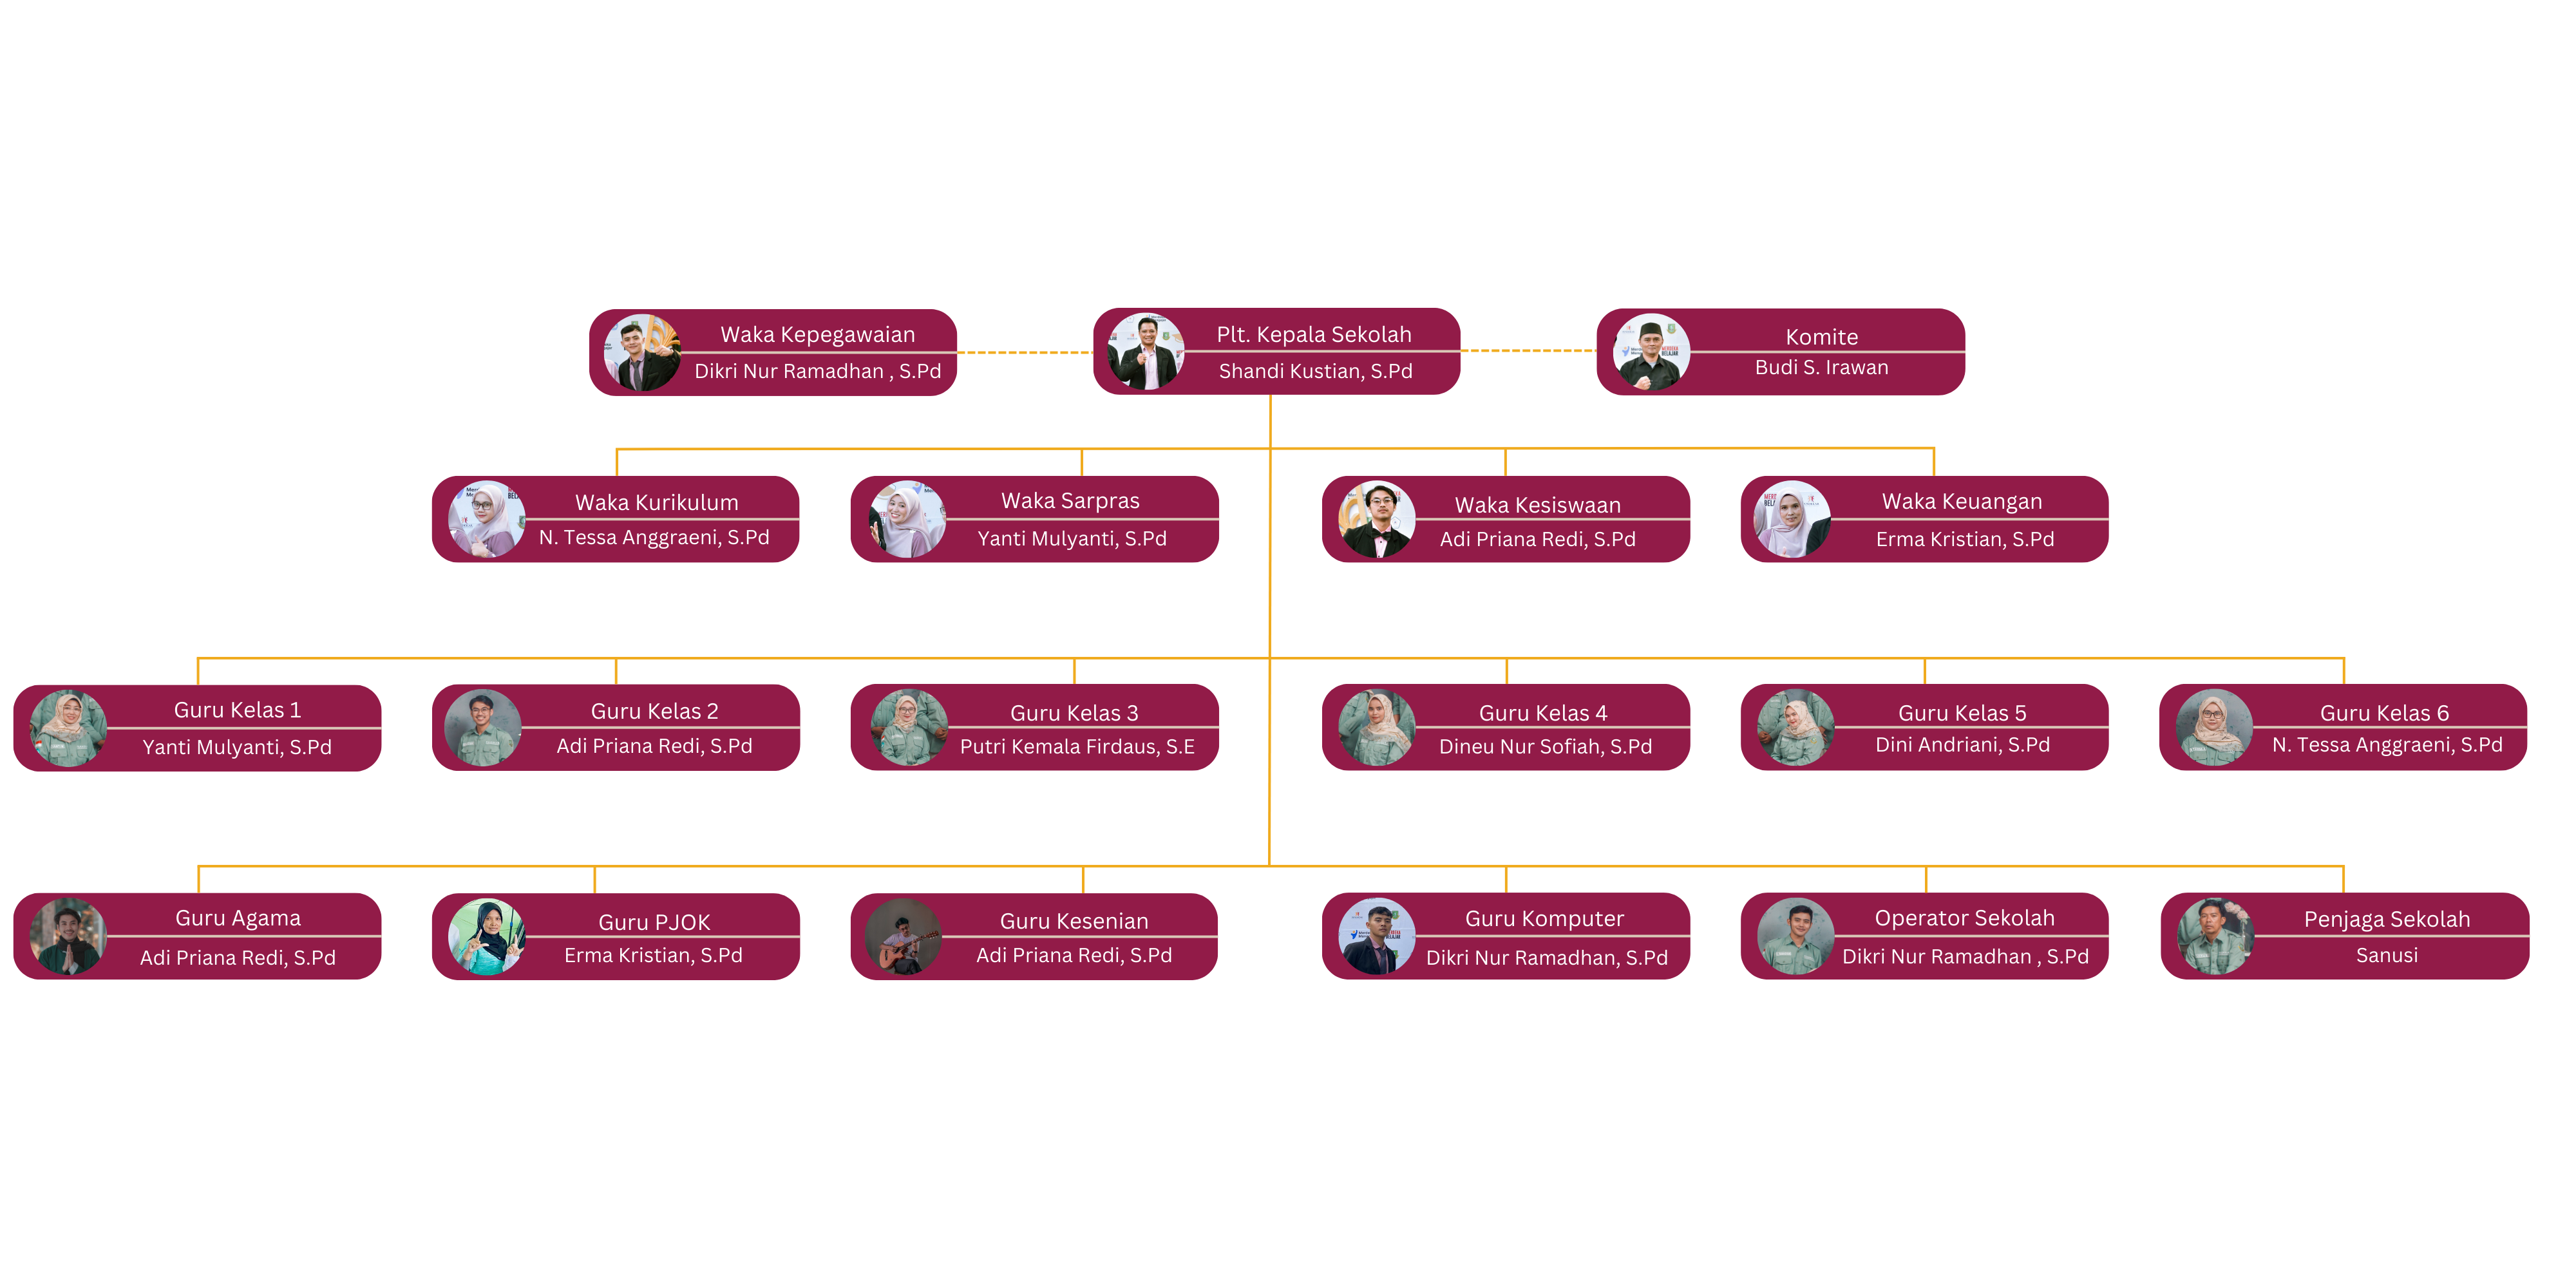 Waka Kepegawaian
Dikri Nur Ramadhan , S.Pd
Plt. Kepala Sekolah
Shandi Kustian, S.Pd
Komite
Budi S. Irawan
Waka Kurikulum
N. Tessa Anggraeni, S.Pd
Waka Sarpras
Yanti Mulyanti, S.Pd
Waka Kesiswaan
Adi Priana Redi, S.Pd
Waka Keuangan
Erma Kristian, S.Pd
Guru Kelas 1
Yanti Mulyanti, S.Pd
Guru Kelas 2
Adi Priana Redi, S.Pd
Guru Kelas 3
Putri Kemala Firdaus, S.E
Guru Kelas 4
Dineu Nur Sofiah, S.Pd
Guru Kelas 5
Dini Andriani, S.Pd
Guru Kelas 6
N. Tessa Anggraeni, S.Pd
Guru Agama
Adi Priana Redi, S.Pd
Guru PJOK
Erma Kristian, S.Pd
Guru Kesenian
Adi Priana Redi, S.Pd
Guru Komputer
Dikri Nur Ramadhan, S.Pd
Operator Sekolah
Dikri Nur Ramadhan , S.Pd
Penjaga Sekolah
Sanusi